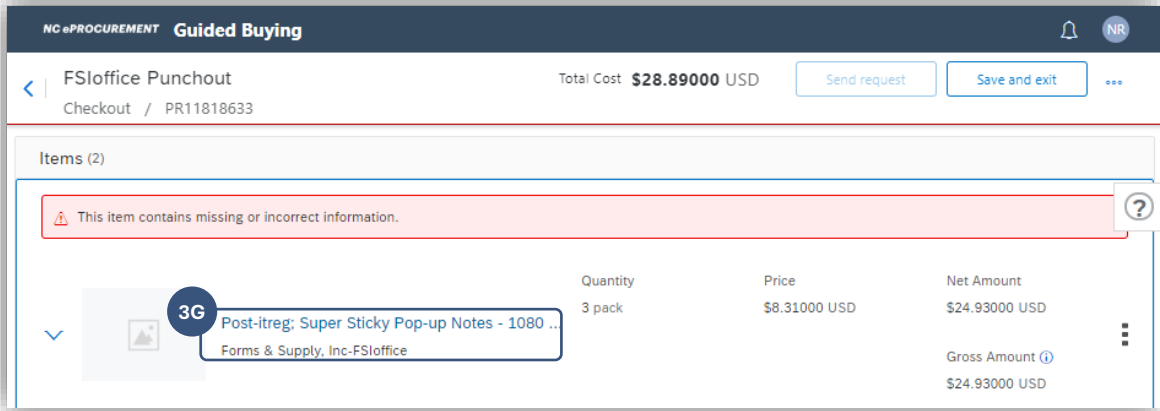 NC ePROCUREMENT Guided Buying NR
FSIoffice Punchout Total Cost $28.89000 USD Send request Save and exit
Checkout / PR11818633
Items (2)
?
This item contains missing or incorrect information.
Quantity Price Net Amount
3 pack $8.31000 USD $24.93000 USD
3G
Post-itreg; Super Sticky Pop-up Notes - 1080 ...
Forms & Supply, Inc-FSIoffice
Gross Amount
$24.93000 USD